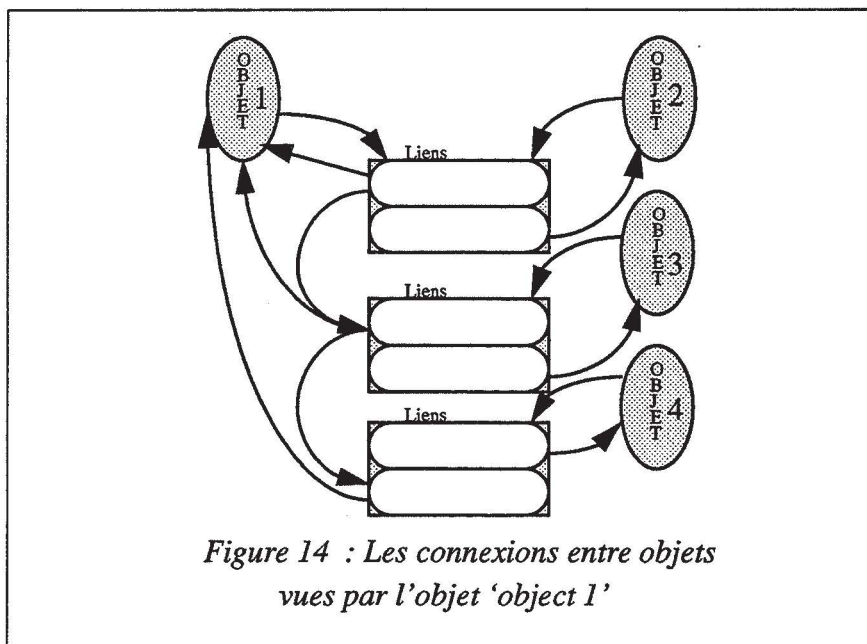 OBJET 1
OBJET 2
Liens
OBJET 3
Liens
OBJET 4
Liens
Figure 14 : Les connexions entre objets
vues par l'objet ‘object 1’